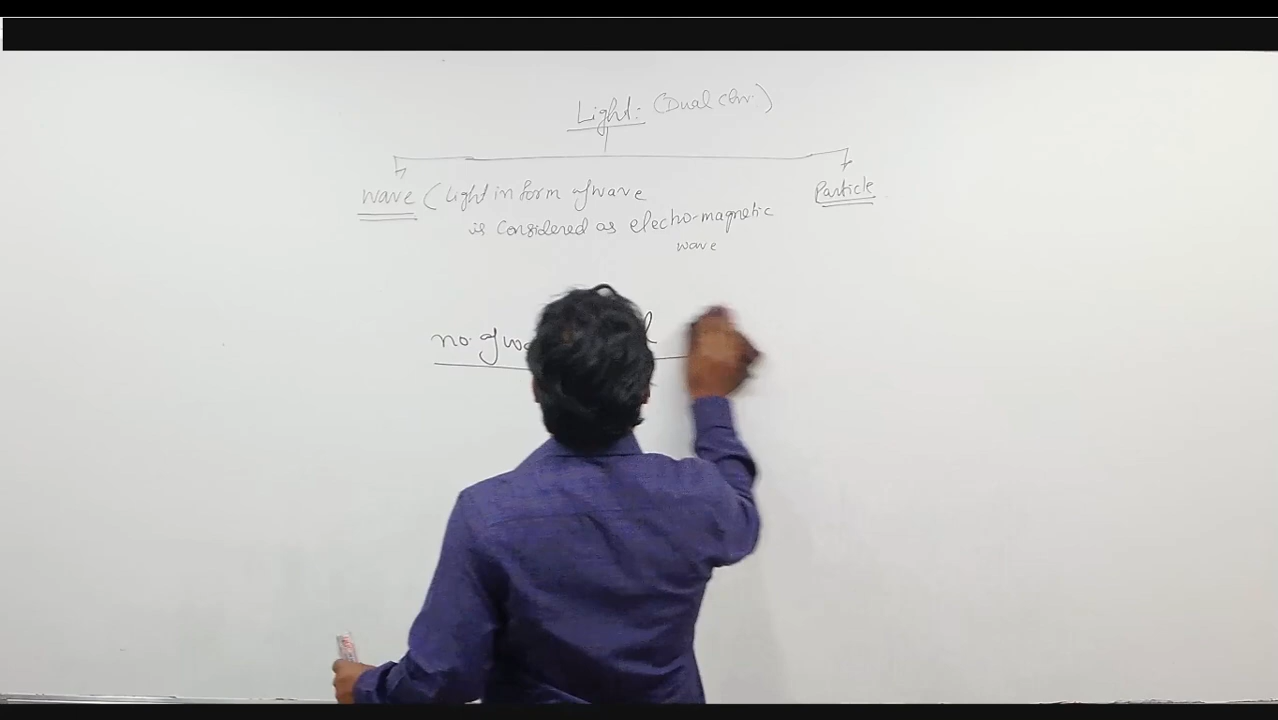 Light: (Dual chr.)
wave (Light in form of wave
is considered as electro-magnetic
wave
Particle
no. of